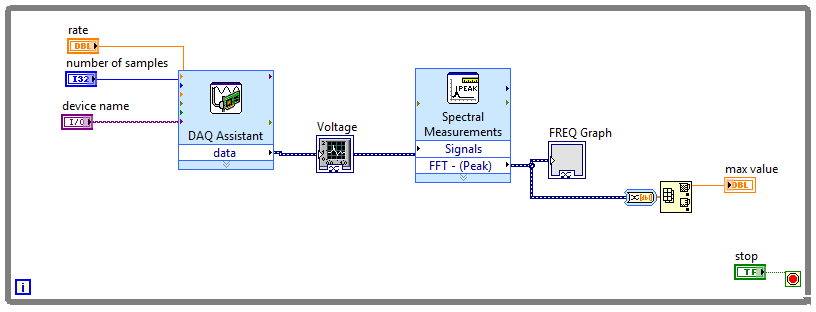 rate
DBL
number of samples
I32
device name
I/O
DAQ Assistant
data
Voltage
PEAK
Spectral
Measurements
Signals
FFT - (Peak)
FREQ Graph
max value
DBL
stop
TF
i